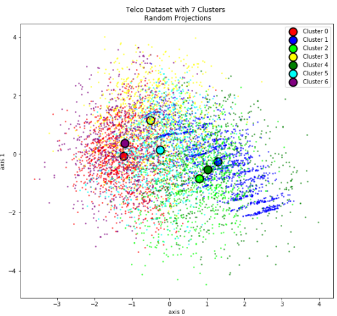 Telco Dataset with 7 Clusters
Random Projections
Cluster 0
Cluster 1
Cluster 2
Cluster 3
Cluster 4
Cluster 5
Cluster 6
axis 1
4
2
0
−2
−4
−3
−2
−1
0
1
2
3
4
axis 0